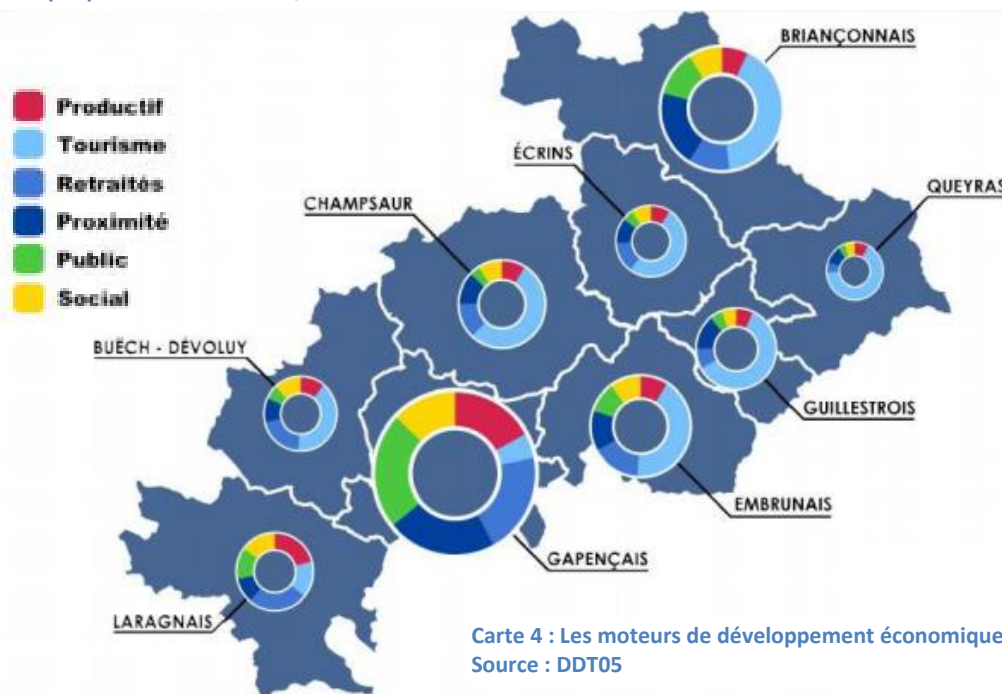 BRIANÇONNAIS
Productif
Tourisme
Retraités
Proximité
Public
Social
ÉCRINS
QUEYRAS
CHAMPSAUR
BUËCH - DÉVOLUY
GUILLESTROIS
EMBRUNAIS
GAPENÇAIS
LARAGNAIS
Carte 4 : Les moteurs de développement économique
Source : DDT05